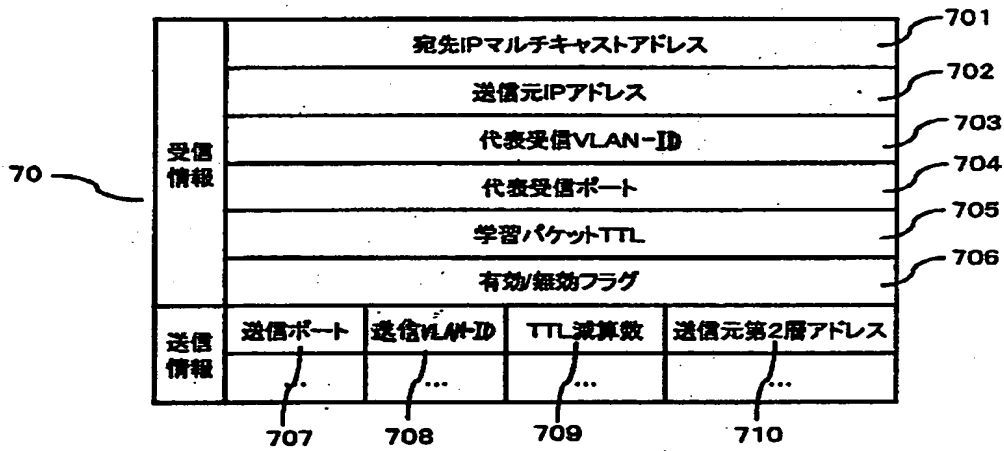 宛先IPマルチキャストアドレス
701
送信元IPアドレス
702
代表受信VLAN-ID
703
受信
情報
70
代表受信ポート
704
学習パケットTTL
705
有効/無効フラグ
706
送信
情報
送信ポート
送信VLAN-ID
TTL減算数
送信元第2層アドレス
... ... ... ...
707 708 709 710